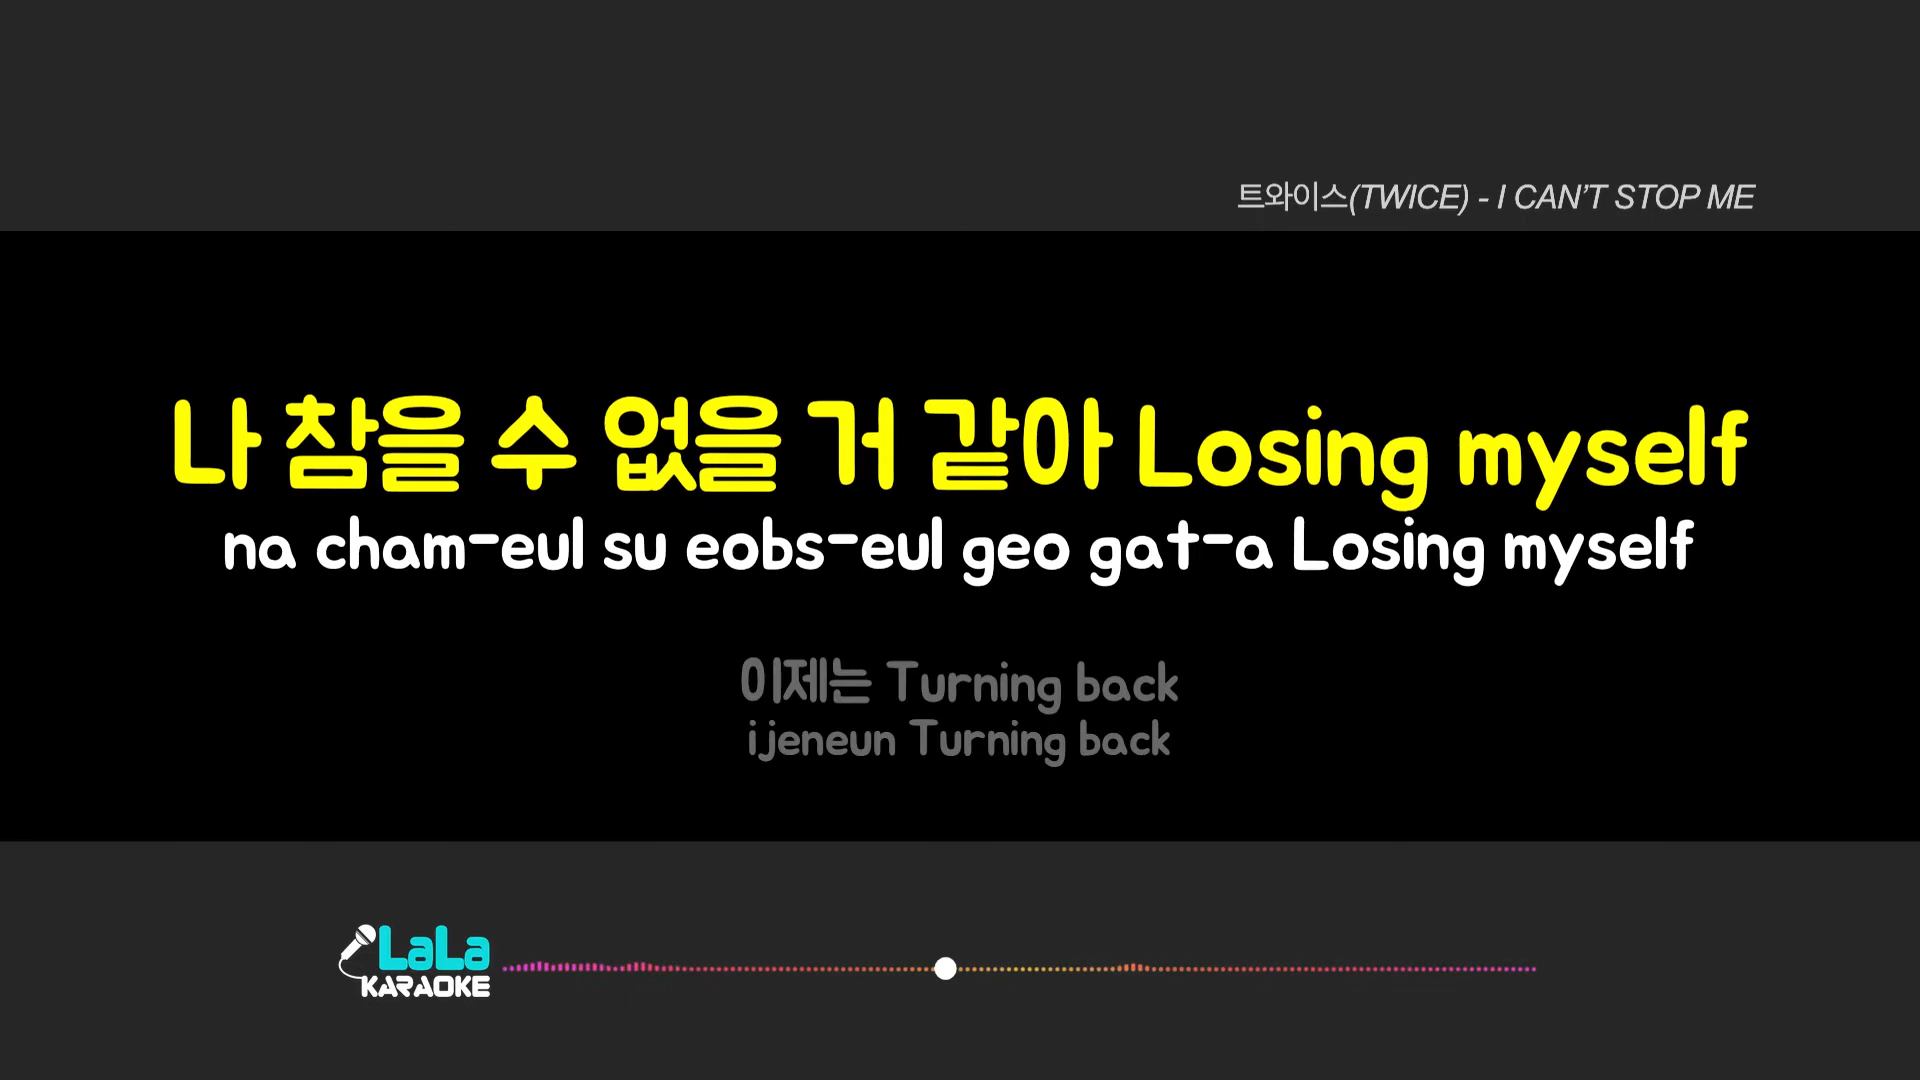 트와이스(TWICE) - I CAN'T STOP ME
나 참을 수 없을 거 같아 Losing myself
na cham-eul su eobs-eul geo gat-a Losing myself
이제는 Turning back
ijeneun Turning back
LaLa
KARAOKE